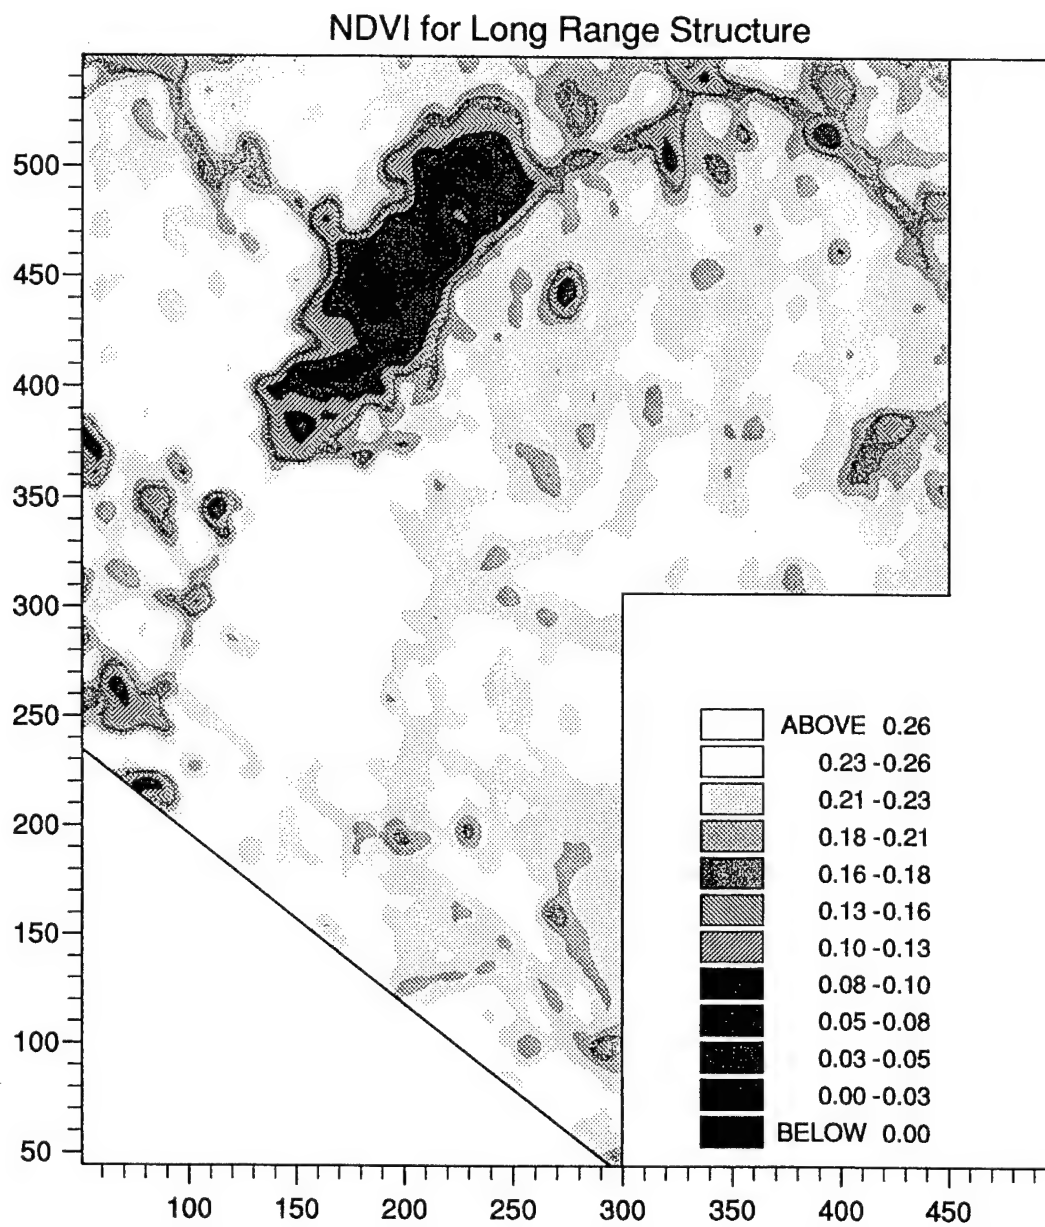 NDVI for Long Range Structure
500
450
400
350
300
250
200
150
100
50
ABOVE 0.26
0.23 - 0.26
0.21 - 0.23
0.18 - 0.21
0.16 - 0.18
0.13 - 0.16
0.10 - 0.13
0.08 - 0.10
0.05 - 0.08
0.03 - 0.05
0.00 - 0.03
BELOW 0.00
100 150 200 250 300 350 400 450